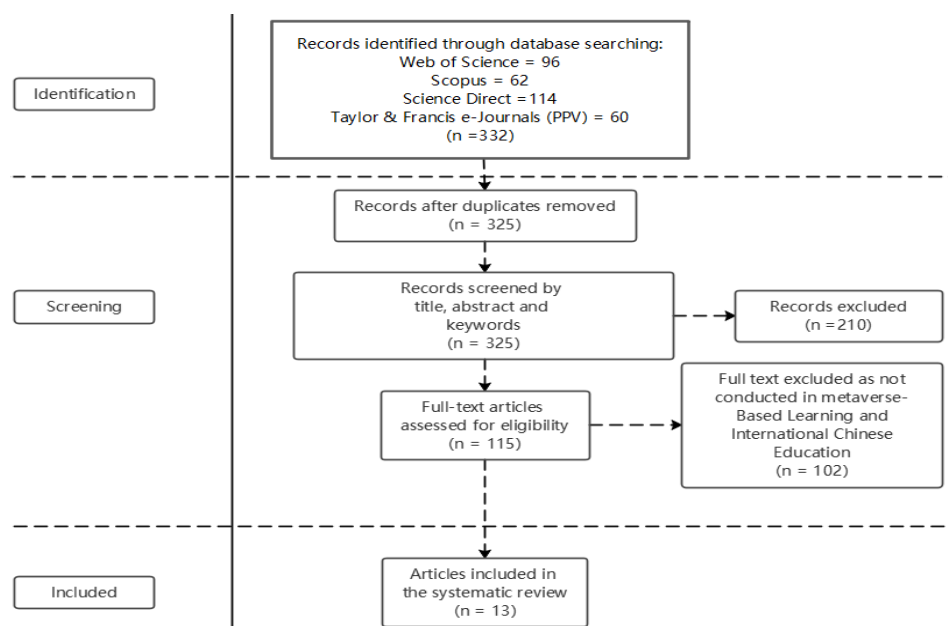 Identification
Records identified through database searching:
Web of Science = 96
Scopus = 62
Science Direct =114
Taylor & Francis e-Journals (PPV) = 60
(n =332)
Records after duplicates removed
(n = 325)
Screening
Records screened by
title, abstract and
keywords
(n = 325)
Records excluded
(n =210)
Full-text articles
assessed for eligibility
(n = 115)
Full text excluded as not
conducted in metaverse-
Based Learning and
International Chinese
Education
(n = 102)
Included
Articles included in
the systematic review
(n = 13)